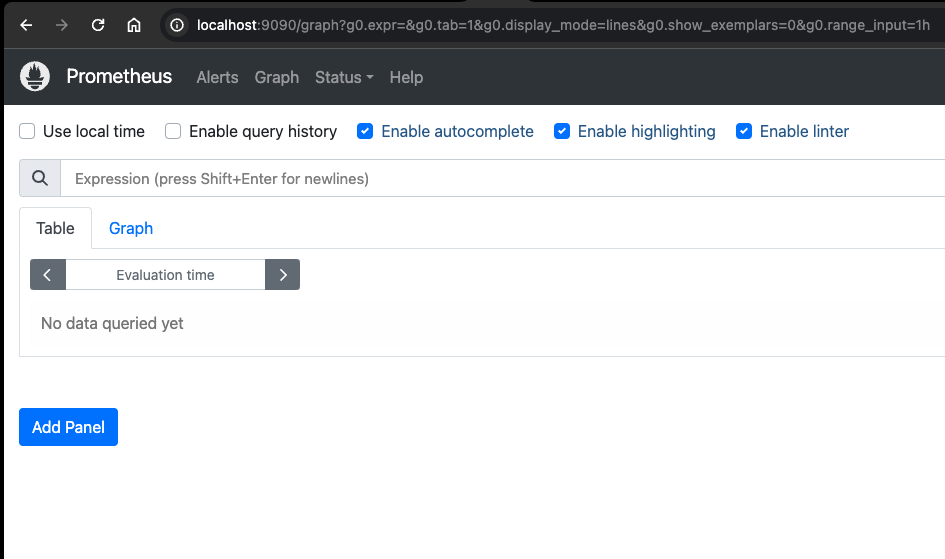 localhost:9090/graph?g0.expr=&g0.tab=1&g0.display_mode=lines&g0.show_exemplars=0&g0.range_input=1h
Prometheus Alerts Graph Status Help
Use local time Enable query history Enable autocomplete Enable highlighting Enable linter
Expression (press Shift+Enter for newlines)
Table Graph
Evaluation time
No data queried yet
Add Panel